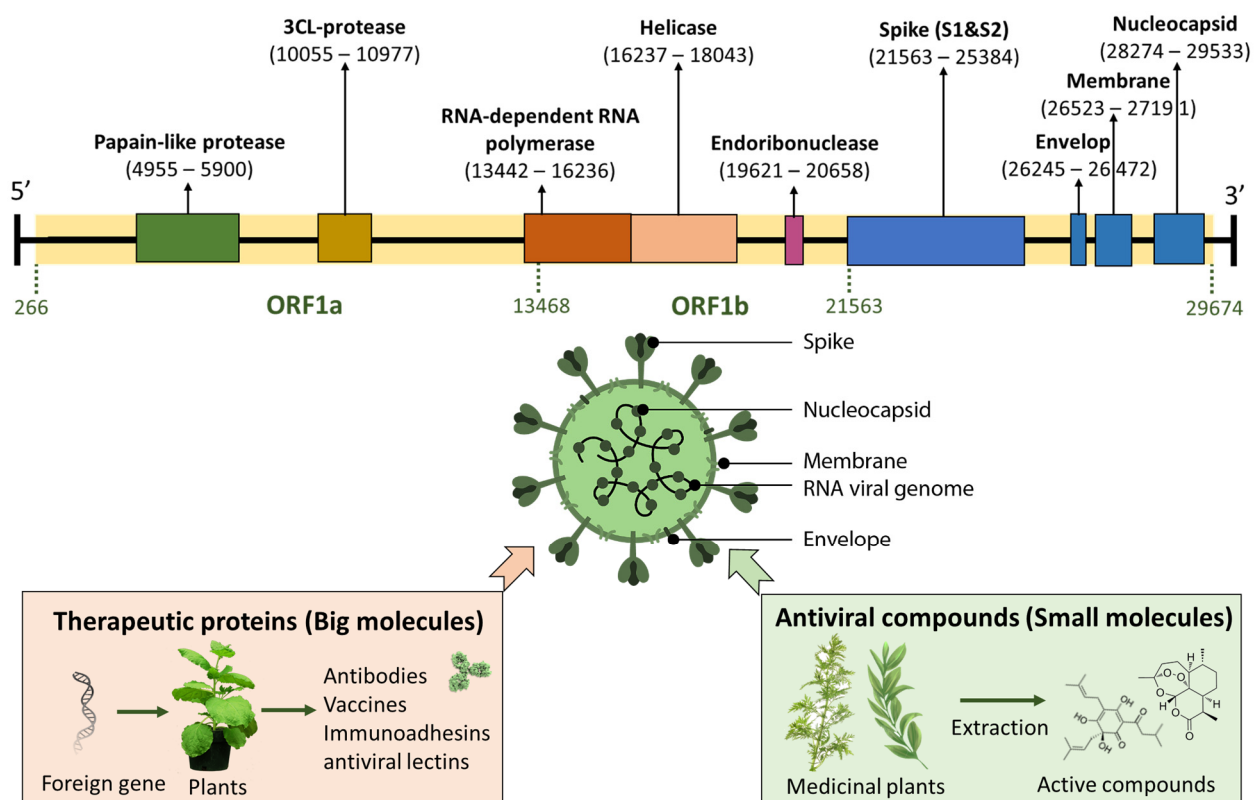 3CL-protease
(10055 – 10977)
Helicase
(16237 – 18043)
Spike (S1&S2)
(21563 – 25384)
Nucleocapsid
(28274 – 29533)
Membrane
(26523 – 27191)
Papain-like protease
(4955 – 5900)
RNA-dependent RNA
polymerase
(13442 – 16236)
Endoribonuclease
(19621 – 20658)
Envelop
(26245 – 26472)
5’
3’
266
ORF1a
13468
ORF1b
21563
29674
Spike
Nucleocapsid
Membrane
RNA viral genome
Envelope
Therapeutic proteins (Big molecules)
Antibodies
Vaccines
Immunoadhesins
antiviral lectins
Foreign gene
Plants
Antiviral compounds (Small molecules)
Extraction
Medicinal plants
Active compounds
H
O
O
O
H
H
O
O
OH
HO
O
O
OH